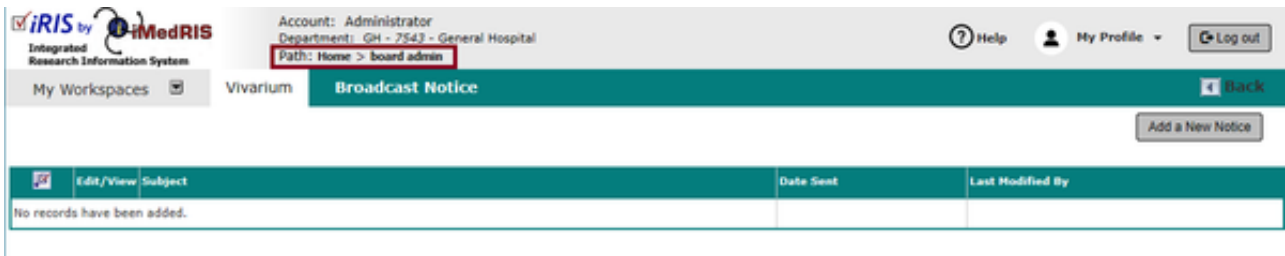 iRIS by iMedRIS
Integrated
Research Information System
Account: Administrator
Department: GH - 7543 - General Hospital
Path: Home > board admin
? Help
My Profile
Log out
My Workspaces
Vivarium
Broadcast Notice
Back
Add a New Notice
Edit/View Subject Date Sent Last Modified By
No records have been added.